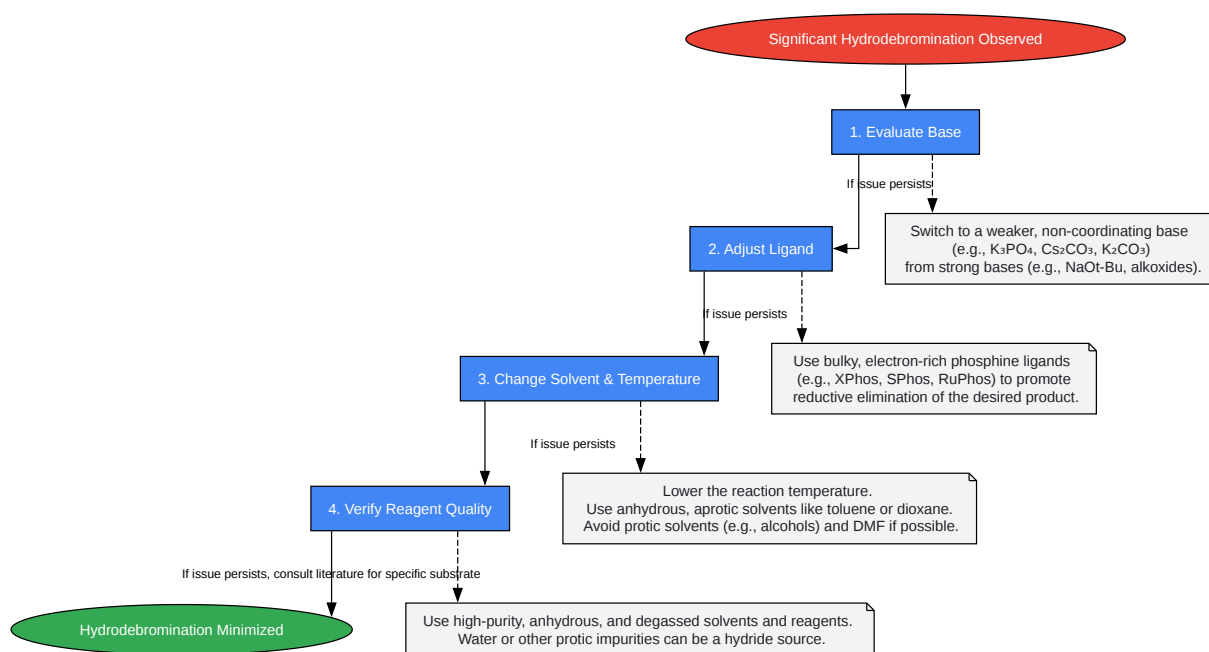 Significant Hydrodebromination Observed
1. Evaluate Base
If issue persists
Switch to a weaker, non-coordinating base
(e.g., K₃PO₄, Cs₂CO₃, K₂CO₃)
from strong bases (e.g., NaOt-Bu, alkoxides).
2. Adjust Ligand
If issue persists
Use bulky, electron-rich phosphine ligands
(e.g., XPhos, SPhos, RuPhos) to promote
reductive elimination of the desired product.
3. Change Solvent & Temperature
If issue persists
Lower the reaction temperature.
Use anhydrous, aprotic solvents like toluene or dioxane.
Avoid protic solvents (e.g., alcohols) and DMF if possible.
4. Verify Reagent Quality
If issue persists, consult literature for specific substrate
Use high-purity, anhydrous, and degassed solvents and reagents.
Water or other protic impurities can be a hydride source.
Hydrodebromination Minimized